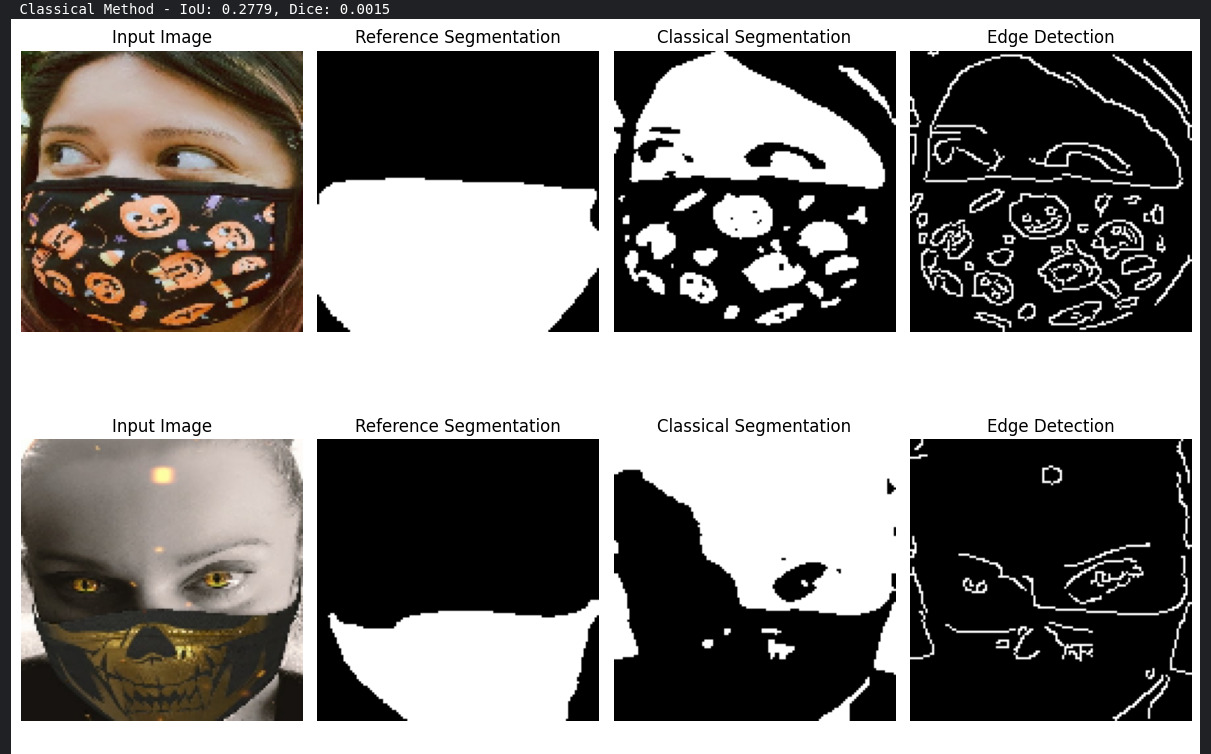 Classical Method - IoU: 0.2779, Dice: 0.0015
Input Image
Reference Segmentation
Classical Segmentation
Edge Detection
Input Image
Reference Segmentation
Classical Segmentation
Edge Detection